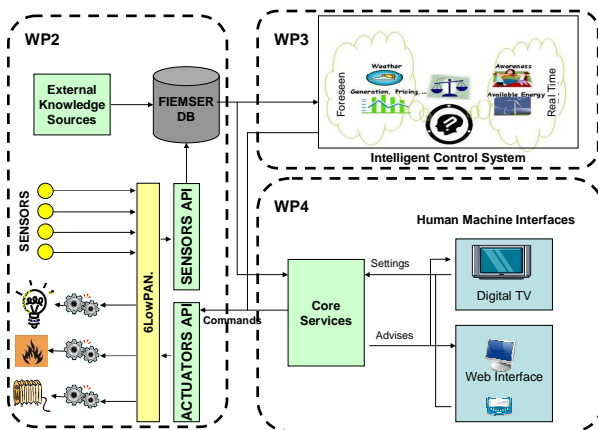 WP2
External
Knowledge
Sources
FIEMSER
DB
SENSORS
6LowPAN.
SENSORS API
ACTUATORS API
WP3
Foreseen
Weather
Generation, Pricing,...
Awareness
Available Energy
Real Time
Intelligent Control System
WP4
Human Machine Interfaces
Core
Services
Settings
Digital TV
Commands
Advises
Web Interface